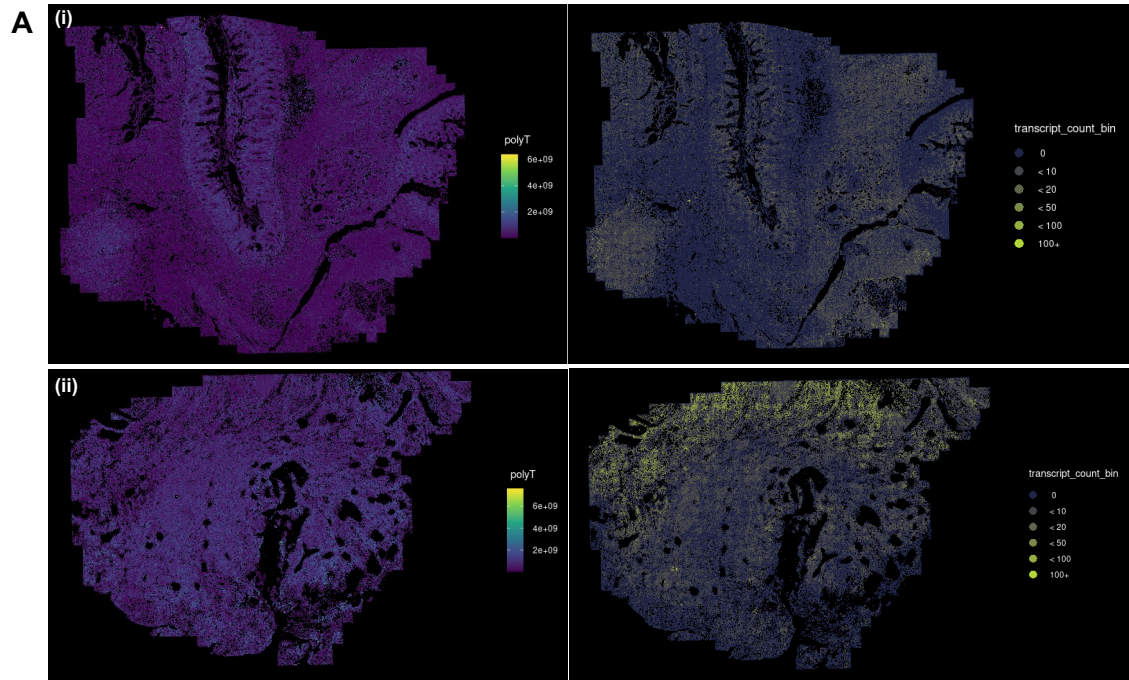 A
(i)
polyT
6e+09
4e+09
2e+09
transcript_count_bin
0
< 10
< 20
< 50
< 100
100+
(ii)
polyT
6e+09
4e+09
2e+09
transcript_count_bin
0
< 10
< 20
< 50
< 100
100+